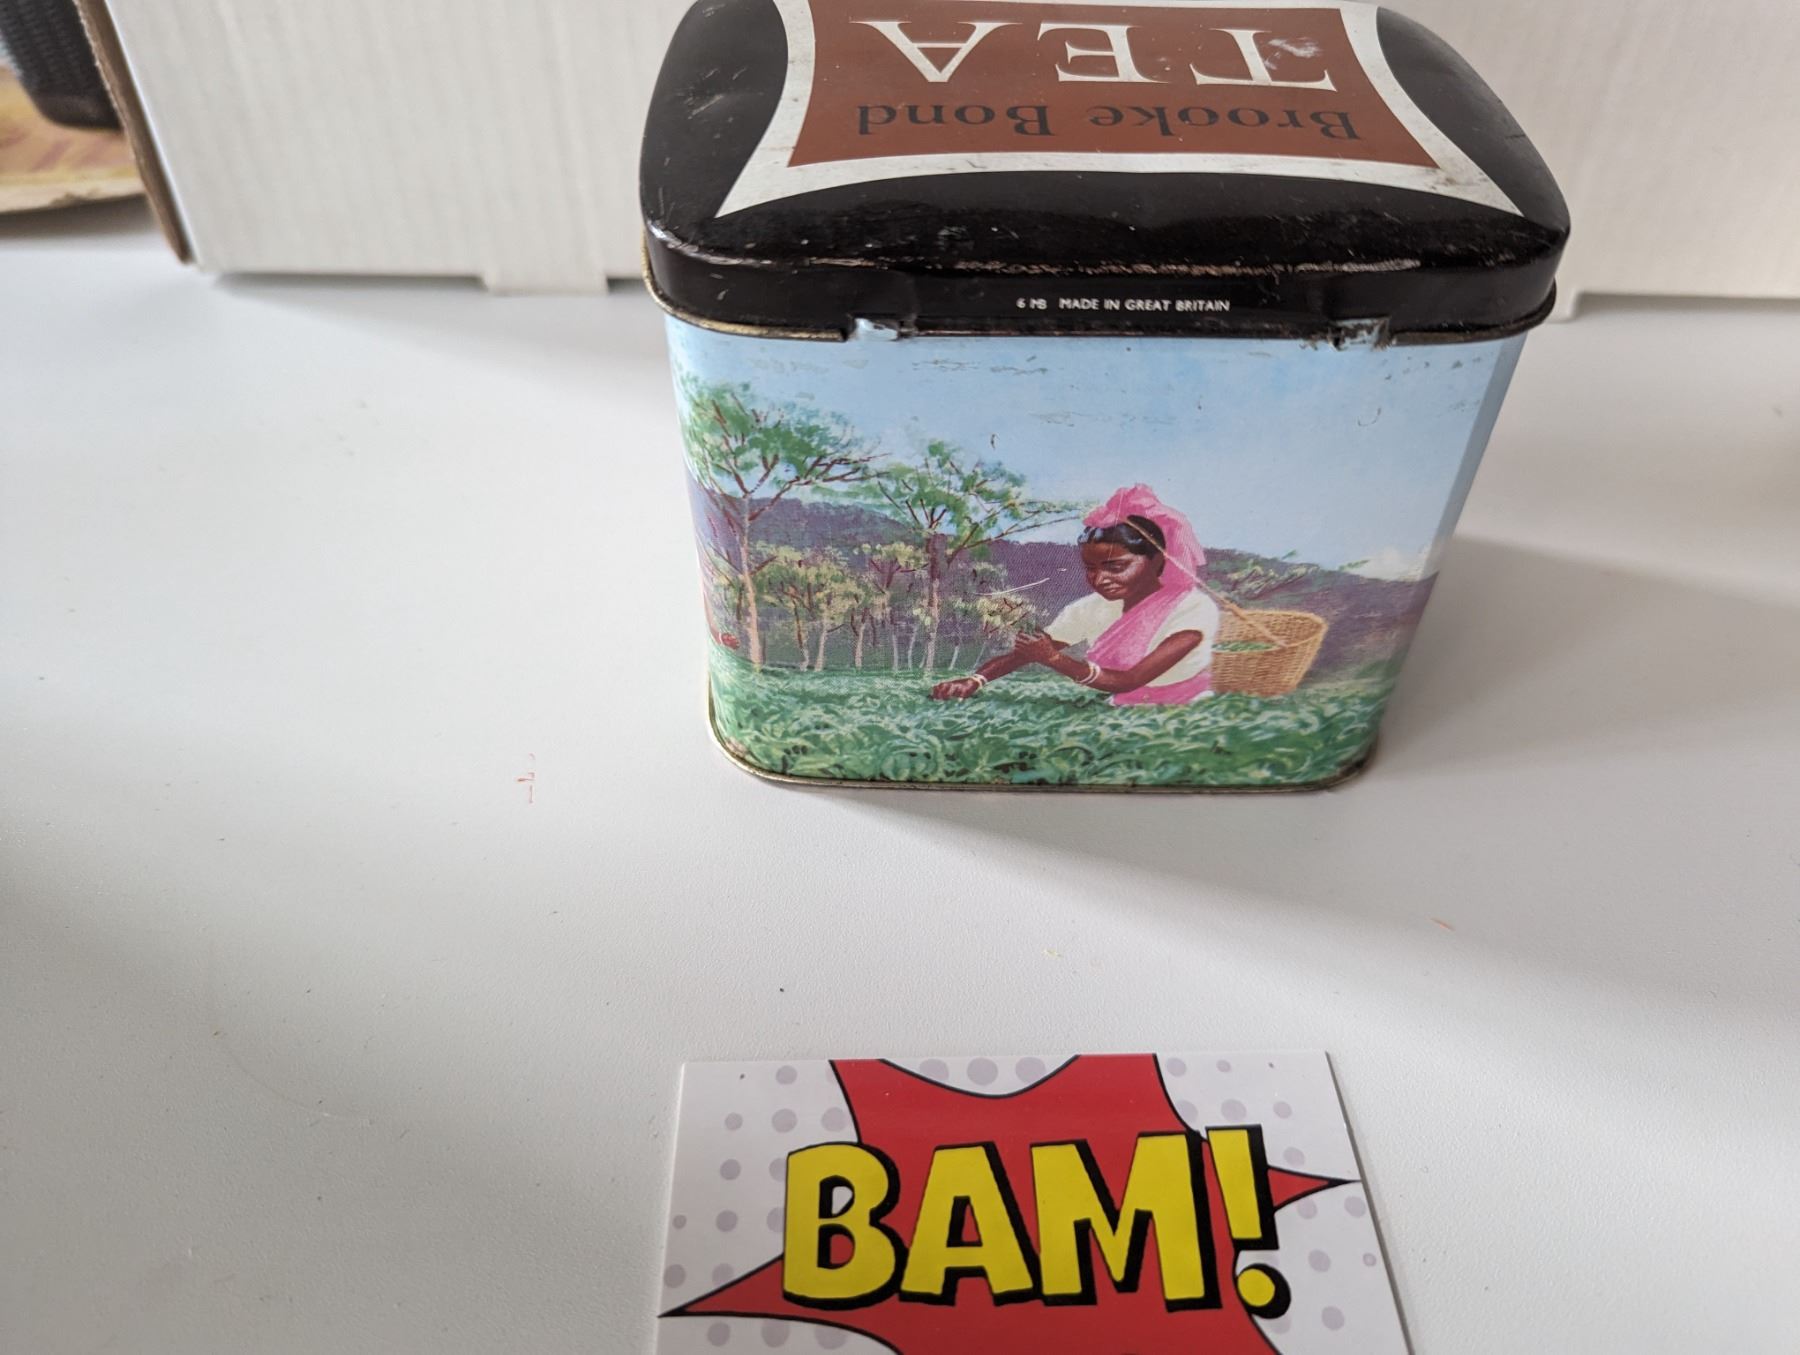 Brooke Bond
TEA
6 MB MADE IN GREAT BRITAIN
BAM!